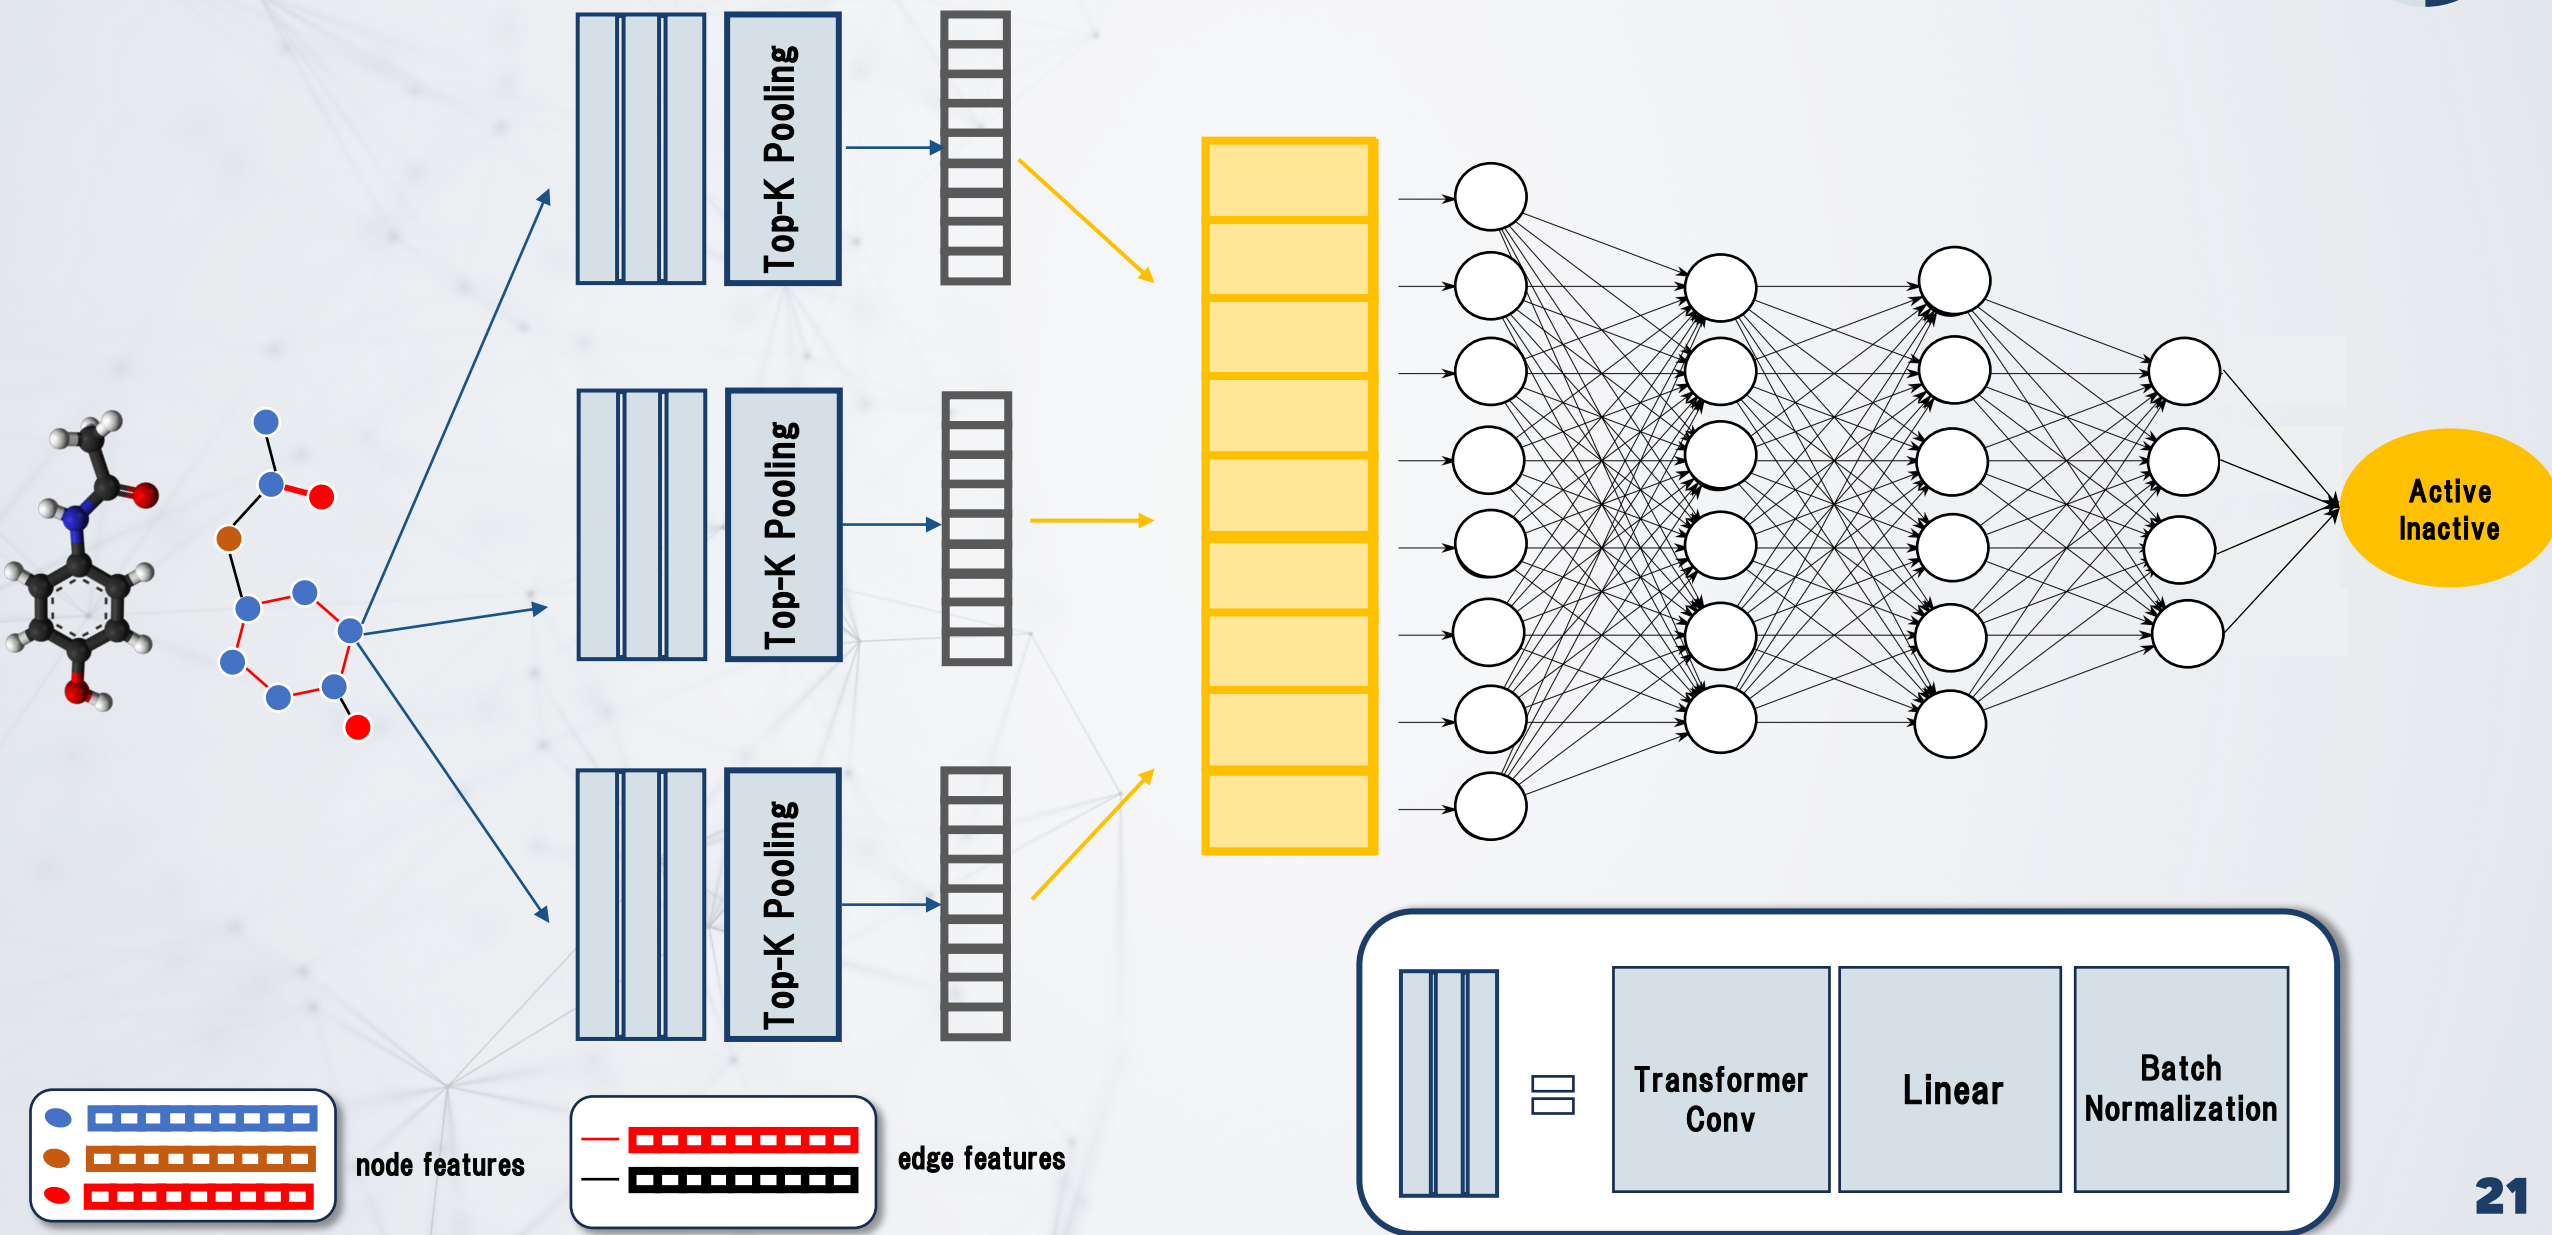 Top-K Pooling
Top-K Pooling
Top-K Pooling
Active
Inactive
node features
edge features
Transformer
Conv
Linear
Batch
Normalization
21